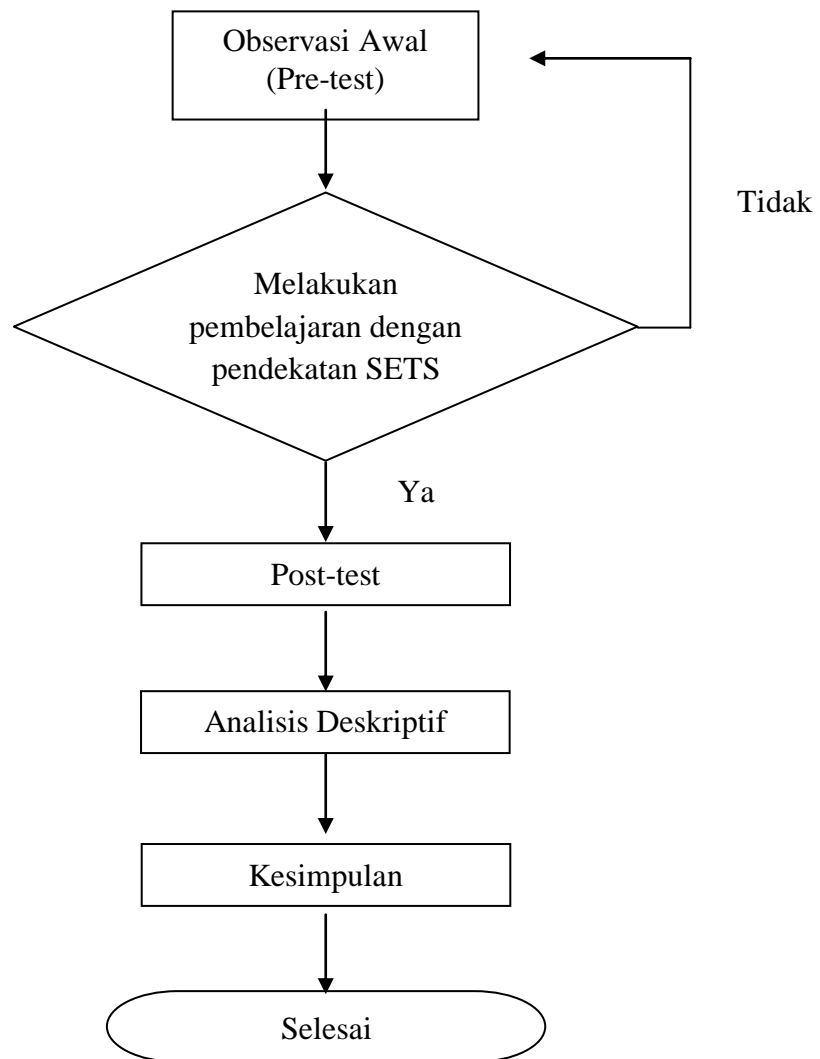 Observasi Awal
(Pre-test)
Tidak
Melakukan
pembelajaran dengan
pendekatan SETS
Ya
Post-test
Analisis Deskriptif
Kesimpulan
Selesai